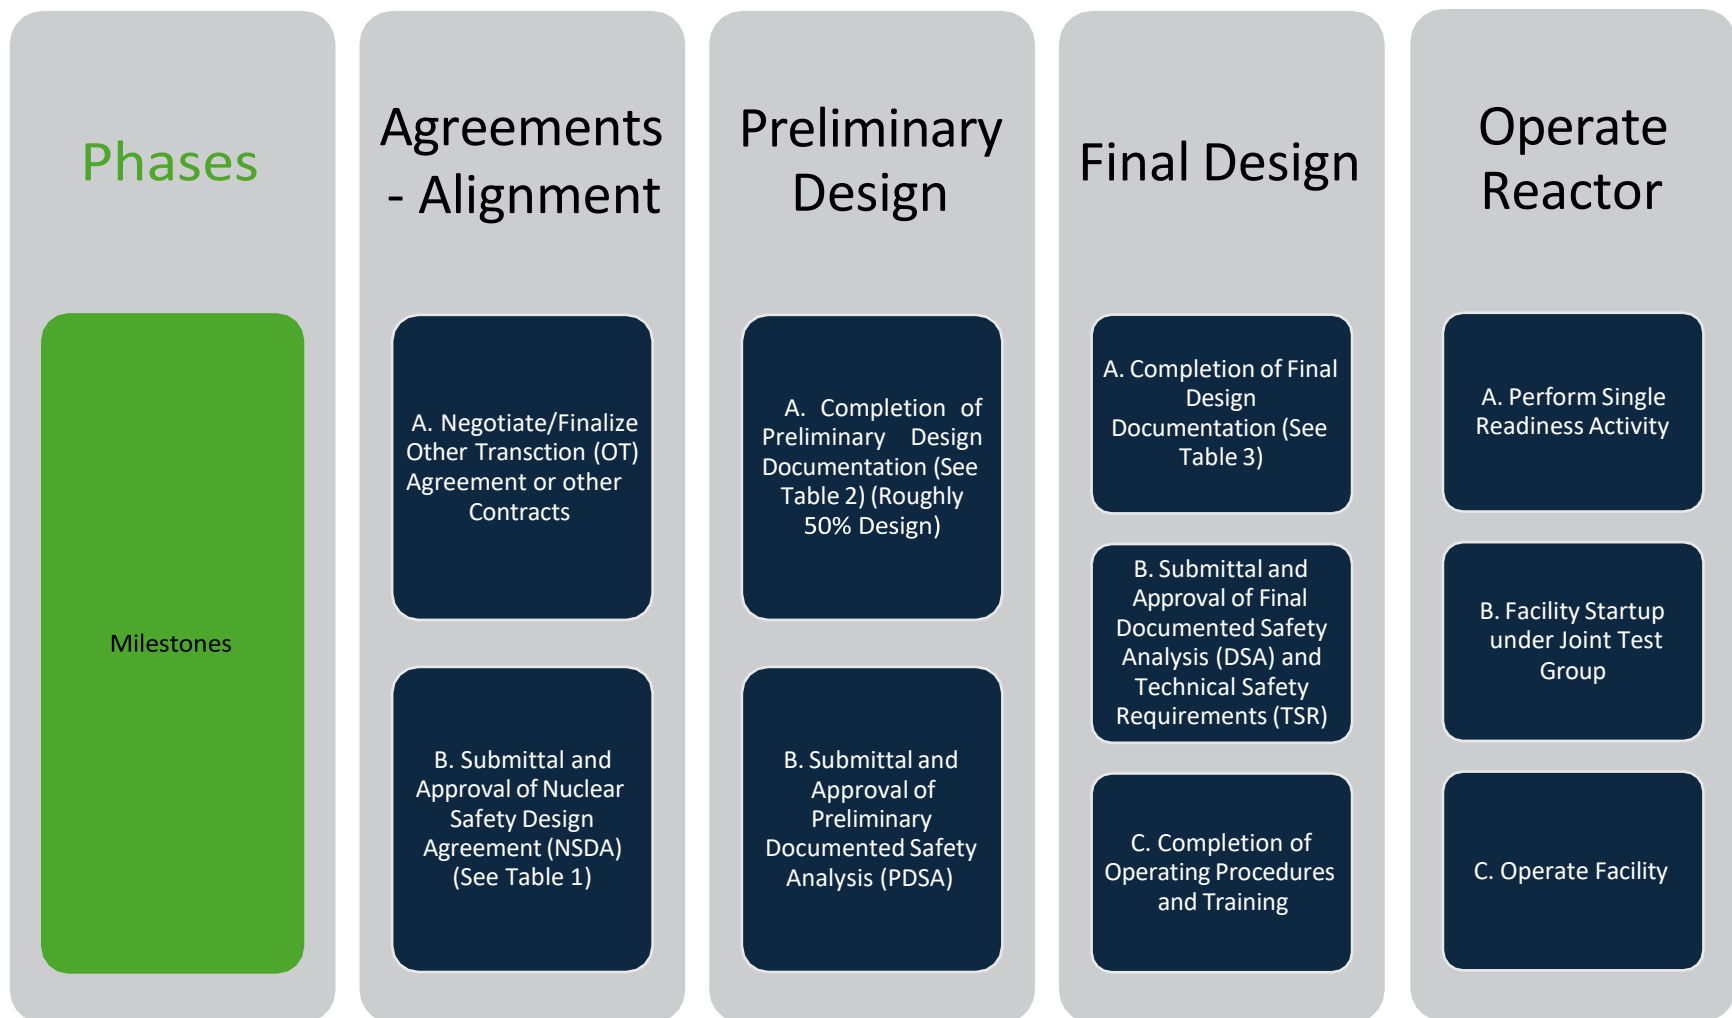 Phases
Milestones
Agreements
- Alignment
A. Negotiate/Finalize
Other Transction (OT)
Agreement or other
Contracts
B. Submittal and
Approval of Nuclear
Safety Design
Agreement (NSDA)
(See Table 1)
Preliminary
Design
A. Completion of
Preliminary Design
Documentation (See
Table 2) (Roughly
50% Design)
B. Submittal and
Approval of
Preliminary
Documented Safety
Analysis (PDSA)
Final Design
A. Completion of Final
Design
Documentation (See
Table 3)
B. Submittal and
Approval of Final
Documented Safety
Analysis (DSA) and
Technical Safety
Requirements (TSR)
C. Completion of
Operating Procedures
and Training
Operate
Reactor
A. Perform Single
Readiness Activity
B. Facility Startup
under Joint Test
Group
C. Operate Facility